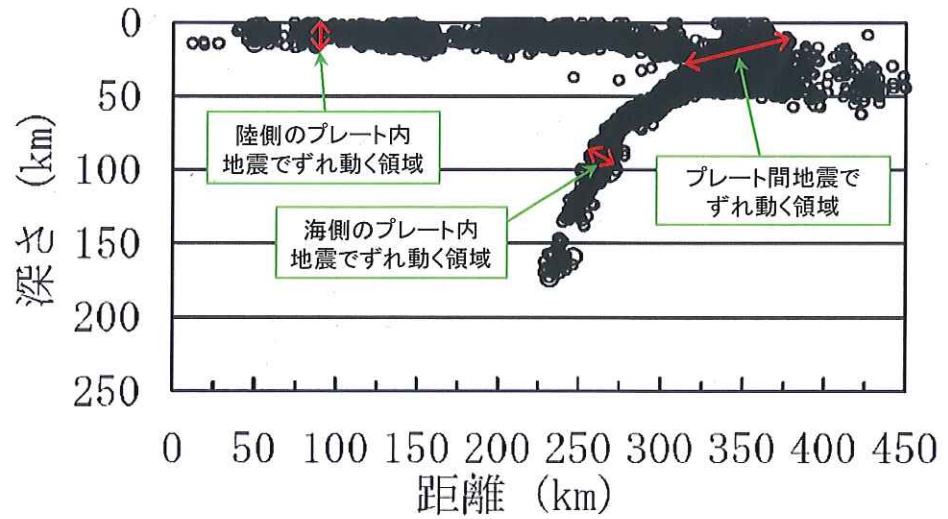 0
50
100
150
200
250
深さ (km)
陸側のプレート内
地震でずれ動く領域
海側のプレート内
地震でずれ動く領域
プレート間地震で
ずれ動く領域
0 50 100 150 200 250 300 350 400 450
距離 (km)